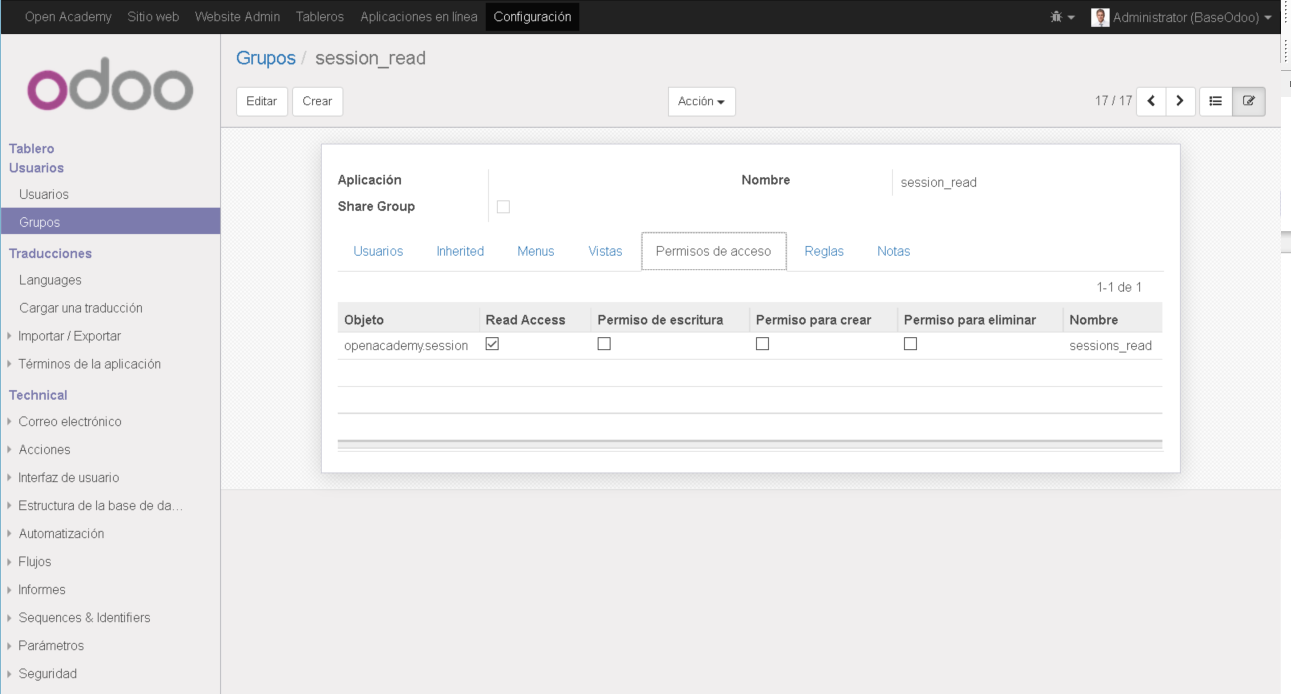 Open Academy Sitio web Website Admin Tableros Aplicaciones en línea Configuración Administrator (BaseOdoo)
odoo
Grupos / session_read
Editar Crear Acción 17 / 17
Tablero
Usuarios
Usuarios
Grupos
Traducciones
Languages
Cargar una traducción
Importar / Exportar
Términos de la aplicación
Technical
Correo electrónico
Acciones
Interfaz de usuario
Estructura de la base de da...
Automatización
Flujos
Informes
Sequences & Identifiers
Parámetros
Seguridad
Aplicación Nombre session_read
Share Group
Usuarios Inherited Menus Vistas Permisos de acceso Reglas Notas
1-1 de 1
Objeto Read Access Permiso de escritura Permiso para crear Permiso para eliminar Nombre
openacademy.session sessions_read